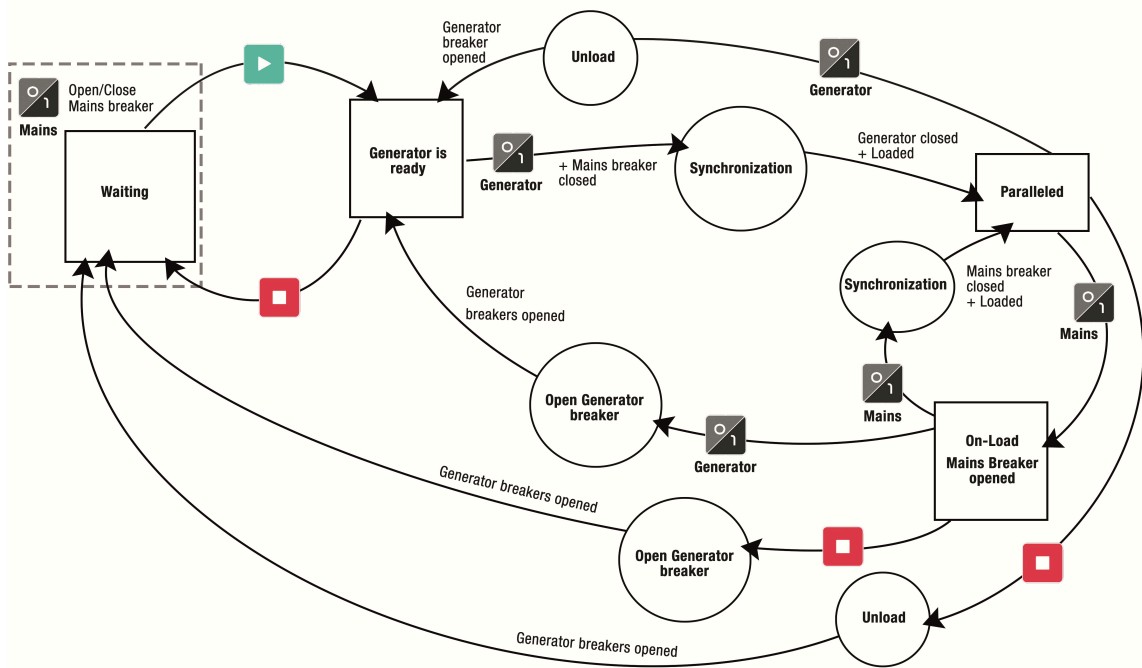 Generator
breaker
opened
Unload
Generator
Open/Close
Mains breaker
Mains
Waiting
Generator is
ready
Generator
+ Mains breaker
closed
Synchronization
Generator closed
+ Loaded
Paralleled
Synchronization
Mains breaker
closed
+ Loaded
Mains
Generator
breakers opened
Mains
Open Generator
breaker
Generator
On-Load
Mains Breaker
opened
Generator breakers opened
Open Generator
breaker
Unload
Generator breakers opened